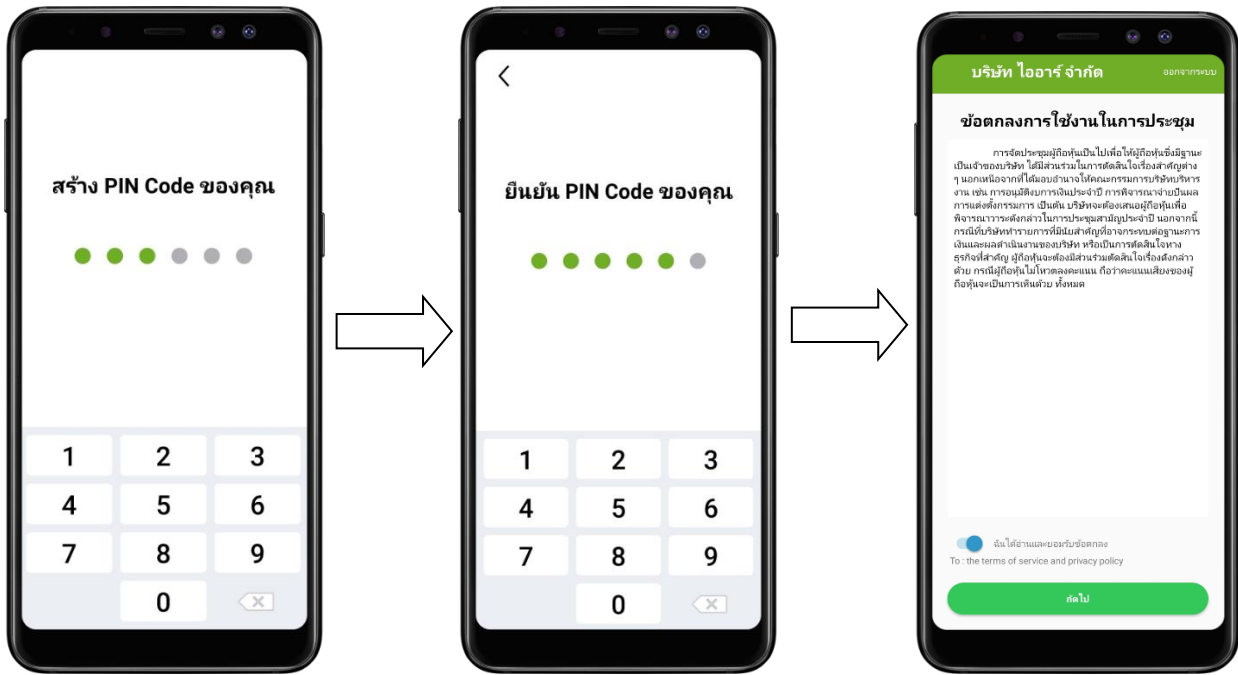 สร้าง PIN Code ของคุณ
1 2 3
4 5 6
7 8 9
0
ยืนยัน PIN Code ของคุณ
1 2 3
4 5 6
7 8 9
0
บริษัท ไออาร์ จำกัด ออกจากระบบ
ข้อตกลงการใช้งานในการประชุม
การจัดประชุมผู้ถือหุ้นเป็นไปเพื่อให้ผู้ถือหุ้นซึ่งมีฐานะ
เป็นเจ้าของบริษัท ได้มีส่วนร่วมในการตัดสินใจเรื่องสำคัญต่าง
ๆ นอกเหนือจากที่ได้มอบอำนาจให้คณะกรรมการบริษัทบริหาร
งาน เช่น การอนุมัติงบการเงินประจำปี การพิจารณาจ่ายปันผล
การแต่งตั้งกรรมการ เป็นต้น บริษัทจะต้องเสนอผู้ถือหุ้นเพื่อ
พิจารณาวาระดังกล่าวในการประชุมสามัญประจำปี นอกจากนี้
กรณีที่บริษัททำรายการที่มีนัยสำคัญที่อาจกระทบต่อฐานะการ
เงินและผลดำเนินงานของบริษัท หรือเป็นการตัดสินใจทาง
ธุรกิจที่สำคัญ ผู้ถือหุ้นจะต้องมีส่วนร่วมตัดสินใจเรื่องดังกล่าว
ด้วย กรณีผู้ถือหุ้นไม่โหวตลงคะแนน ถือว่าคะแนนเสียงของผู้
ถือหุ้นจะเป็นการเห็นด้วย ทั้งหมด
ฉันได้อ่านและยอมรับข้อตกลง
To : the terms of service and privacy policy
ถัดไป